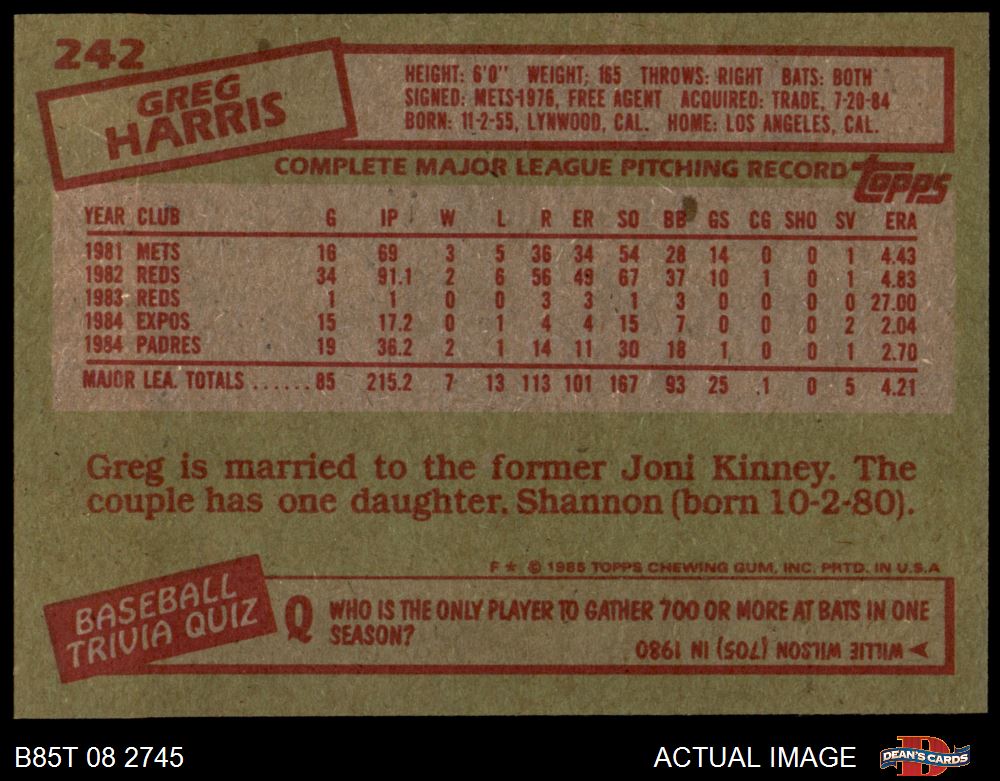 242
GREG
HARRIS
HEIGHT: 6'0" WEIGHT: 165 THROWS: RIGHT BATS: BOTH
SIGNED: METS-1976, FREE AGENT ACQUIRED: TRADE, 7-20-84
BORN: 11-2-55, LYNWOOD, CAL. HOME: LOS ANGELES, CAL.
COMPLETE MAJOR LEAGUE PITCHING RECORD topps
YEAR CLUB G IP W L R ER SO BB GS CG SHO SV ERA
1981 METS 16 69 3 5 36 34 54 28 14 0 0 1 4.43
1982 REDS 34 91.1 2 6 56 49 67 37 10 1 0 1 4.83
1983 REDS 1 1 0 0 3 3 1 3 0 0 0 0 27.00
1984 EXPOS 15 17.2 0 1 4 4 15 7 0 0 0 2 2.04
1984 PADRES 19 36.2 2 1 14 11 30 18 1 0 0 1 2.70
MAJOR LEA. TOTALS ......85 215.2 7 13 113 101 167 93 25 1 0 5 4.21
Greg is married to the former Joni Kinney. The
couple has one daughter, Shannon (born 10-2-80).
F * © 1985 TOPPS CHEWING GUM, INC. PRTD. IN U.S.A
BASEBALL
TRIVIA QUIZ
Q WHO IS THE ONLY PLAYER TO GATHER 700 OR MORE AT BATS IN ONE
SEASON?
WILLIE WILSON (705) IN 1980
B85T 08 2745 ACTUAL IMAGE DEAN'S CARDS